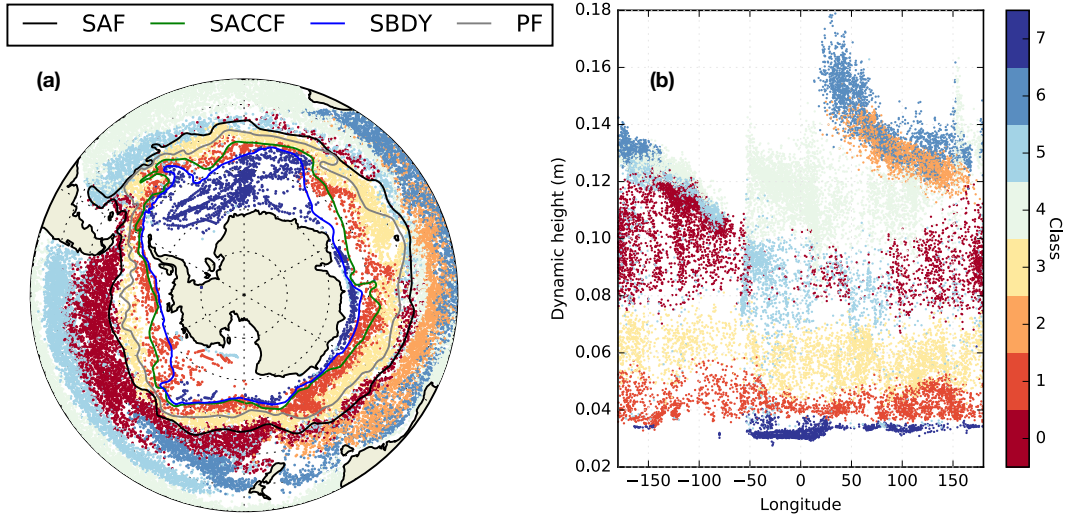 SAF SACCF SBDY PF
(a)
(b)
0.18
0.16
0.14
0.12
0.10
0.08
0.06
0.04
0.02
Dynamic height (m)
−150 −100 −50 0 50 100 150
Longitude
7
6
5
4
3
2
1
0
Class